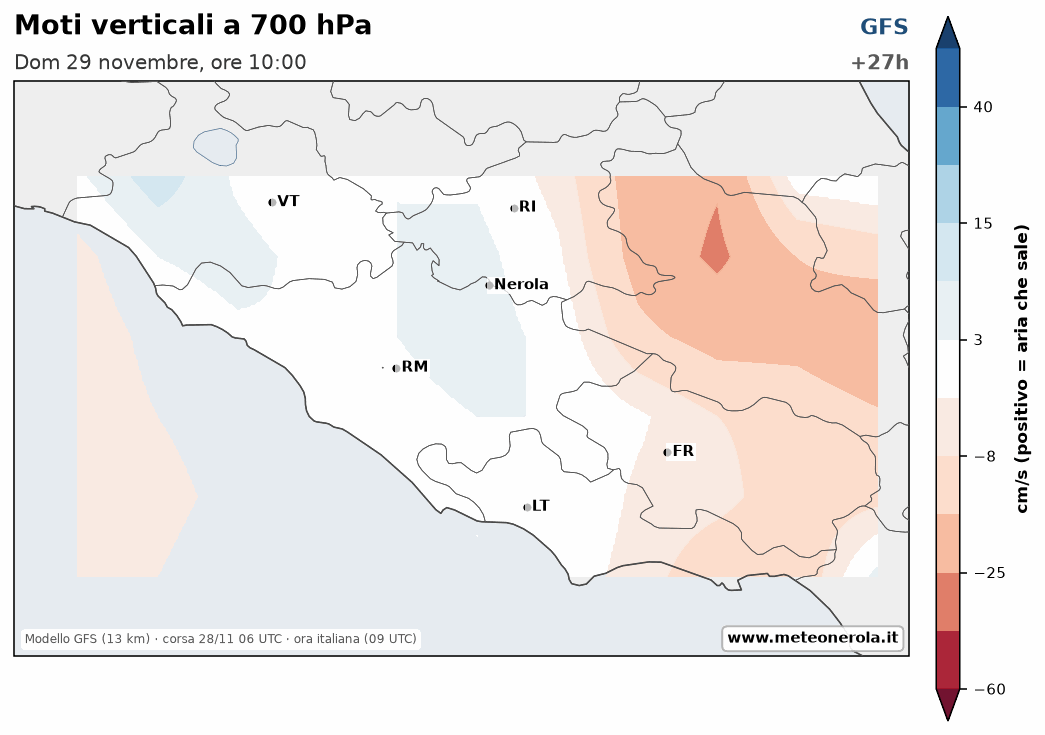 Moti verticali a 700 hPa
GFS
Dom 29 novembre, ore 10:00
+27h
VT
RI
Nerola
RM
FR
LT
40
15
3
−8
−25
−60
cm/s (positivo = aria che sale)
Modello GFS (13 km) · corsa 28/11 06 UTC · ora italiana (09 UTC)
www.meteonerola.it